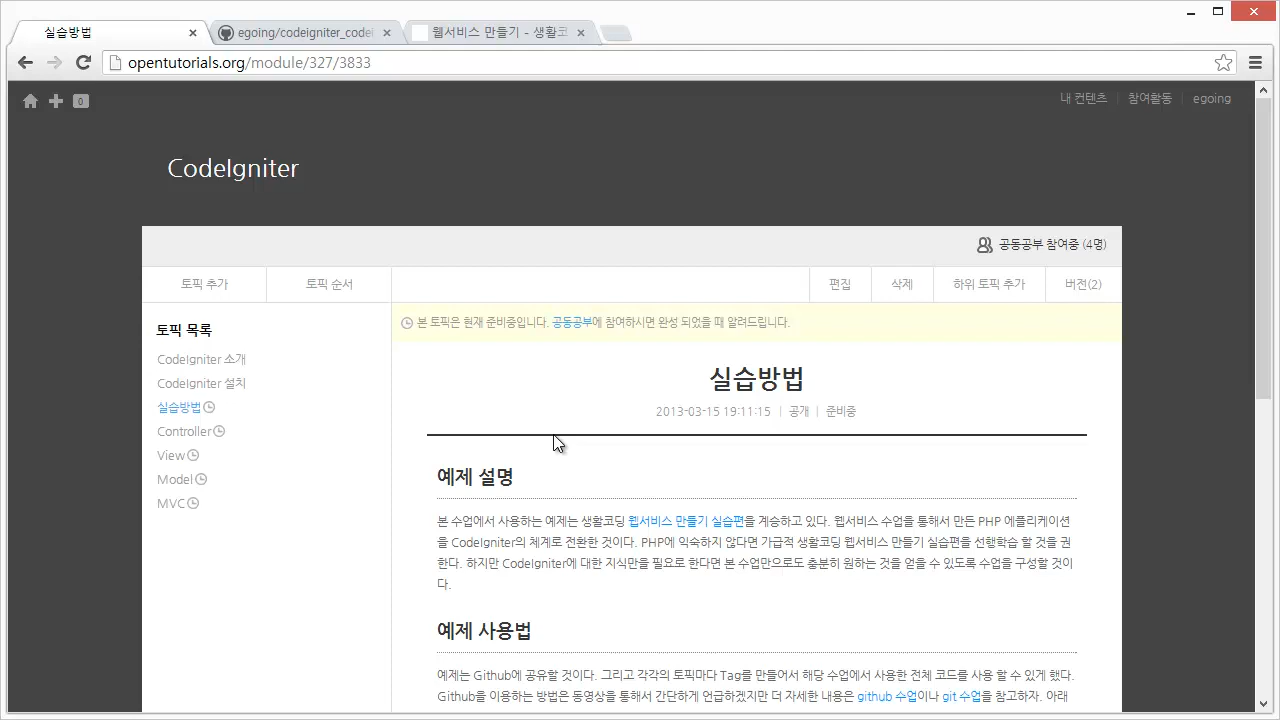 실습방법
egoing/codeigniter_codei
웹서비스 만들기 - 생활코
opentutorials.org/module/327/3833
0
내 컨텐츠 | 참여활동 | egoing
CodeIgniter
공동공부 참여중 (4명)
토픽 추가 토픽 순서 편집 삭제 하위 토픽 추가 버전(2)
본 토픽은 현재 준비중입니다. 공동공부에 참여하시면 완성 되었을 때 알려드립니다.
토픽 목록
CodeIgniter 소개
CodeIgniter 설치
실습방법
Controller
View
Model
MVC
실습방법
2013-03-15 19:11:15 | 공개 | 준비중
예제 설명
본 수업에서 사용하는 예제는 생활코딩 웹서비스 만들기 실습편을 계승하고 있다. 웹서비스 수업을 통해서 만든 PHP 에플리케이션
을 CodeIgniter의 체계로 전환한 것이다. PHP에 익숙하지 않다면 가급적 생활코딩 웹서비스 만들기 실습편을 선행학습 할 것을 권
한다. 하지만 CodeIgniter에 대한 지식만을 필요로 한다면 본 수업만으로도 충분히 원하는 것을 얻을 수 있도록 수업을 구성할 것이
다.
예제 사용법
예제는 Github에 공유할 것이다. 그리고 각각의 토픽마다 Tag를 만들어서 해당 수업에서 사용한 전체 코드를 사용 할 수 있게 했다.
Github을 이용하는 방법은 동영상을 통해서 간단하게 언급하겠지만 더 자세한 내용은 github 수업이나 git 수업을 참고하자. 아래